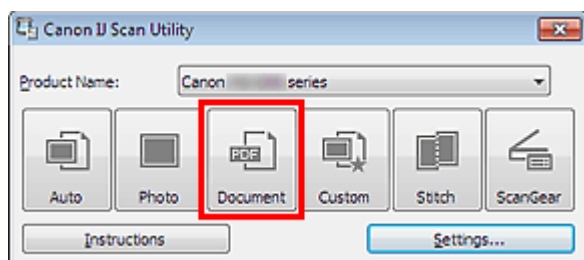 Canon IJ Scan Utility
Product Name: Canon series
PDF
Auto Photo Document Custom Stitch ScanGear
Instructions Settings...